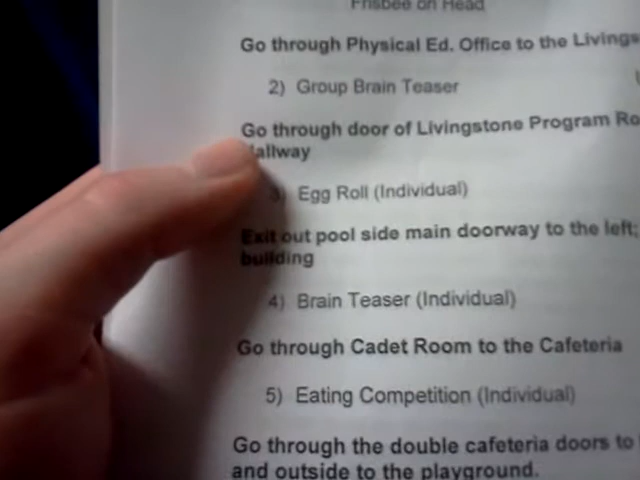 Frisbee on Head
Go through Physical Ed. Office to the Livings
2) Group Brain Teaser
Go through door of Livingstone Program Ro
Hallway
3) Egg Roll (Individual)
Exit out pool side main doorway to the left;
building
4) Brain Teaser (Individual)
Go through Cadet Room to the Cafeteria
5) Eating Competition (Individual)
Go through the double cafeteria doors to
and outside to the playground.